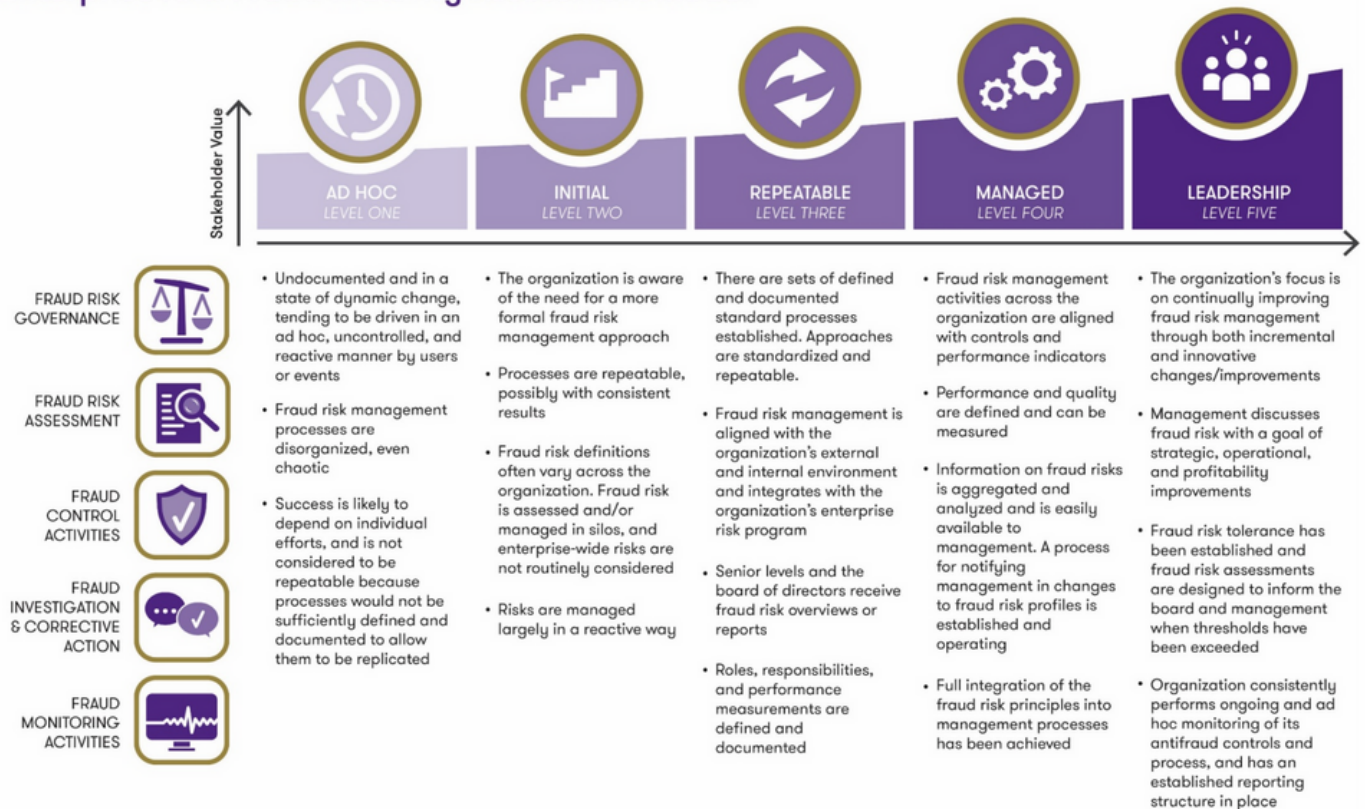 Stakeholder Value
AD HOC
LEVEL ONE
INITIAL
LEVEL TWO
REPEATABLE
LEVEL THREE
MANAGED
LEVEL FOUR
LEADERSHIP
LEVEL FIVE
FRAUD RISK
GOVERNANCE
FRAUD RISK
ASSESSMENT
FRAUD
CONTROL
ACTIVITIES
FRAUD
INVESTIGATION
& CORRECTIVE
ACTION
FRAUD
MONITORING
ACTIVITIES
• Undocumented and in a
state of dynamic change,
tending to be driven in an
ad hoc, uncontrolled, and
reactive manner by users
or events
• Fraud risk management
processes are
disorganized, even
chaotic
• Success is likely to
depend on individual
efforts, and is not
considered to be
repeatable because
processes would not be
sufficiently defined and
documented to allow
them to be replicated
• The organization is aware
of the need for a more
formal fraud risk
management approach
• Processes are repeatable,
possibly with consistent
results
• Fraud risk definitions
often vary across the
organization. Fraud risk
is assessed and/or
managed in silos, and
enterprise-wide risks are
not routinely considered
• Risks are managed
largely in a reactive way
• There are sets of defined
and documented
standard processes
established. Approaches
are standardized and
repeatable.
• Fraud risk management is
aligned with the
organization's external
and internal environment
and integrates with the
organization's enterprise
risk program
• Senior levels and the
board of directors receive
fraud risk overviews or
reports
• Roles, responsibilities,
and performance
measurements are
defined and
documented
• Fraud risk management
activities across the
organization are aligned
with controls and
performance indicators
• Performance and quality
are defined and can be
measured
• Information on fraud risks
is aggregated and
analyzed and is easily
available to
management. A process
for notifying
management in changes
to fraud risk profiles is
established and
operating
• Full integration of the
fraud risk principles into
management processes
has been achieved
• The organization's focus is
on continually improving
fraud risk management
through both incremental
and innovative
changes/improvements
• Management discusses
fraud risk with a goal of
strategic, operational,
and profitability
improvements
• Fraud risk tolerance has
been established and
fraud risk assessments
are designed to inform the
board and management
when thresholds have
been exceeded
• Organization consistently
performs ongoing and ad
hoc monitoring of its
antifraud controls and
process, and has an
established reporting
structure in place